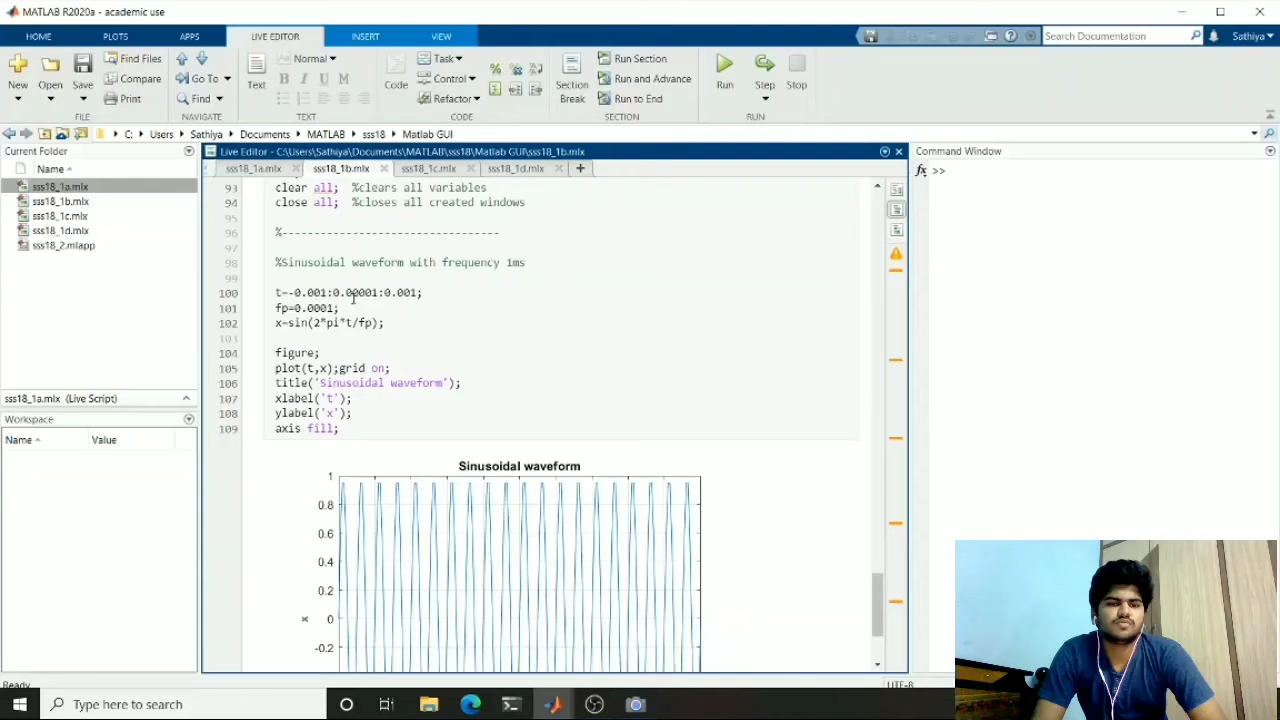 MATLAB R2020a - academic use
HOME PLOTS APPS LIVE EDITOR INSERT VIEW Search Documentation Sathiya
New Open Save Find Files Compare Print
Go To Find
Text Normal B I U M
Code Task Control Refactor
Section Break Run Section Run and Advance Run to End
Run Step Stop
FILE NAVIGATE TEXT CODE SECTION RUN
C: Users Sathiya Documents MATLAB sss18 Matlab GUI
Current Folder
Name
sss18_1a.mlx
sss18_1b.mlx
sss18_1c.mlx
sss18_1d.mlx
sss18_2.mlapp
sss18_1a.mlx (Live Script)
Workspace
Name Value
Live Editor - C:\Users\Sathiya\Documents\MATLAB\sss18\Matlab GUI\sss18_1b.mlx
sss18_1a.mlx sss18_1b.mlx sss18_1c.mlx sss18_1d.mlx
93 clear all; %clears all variables
94 close all; %closes all created windows
95
96 %-------------------------------
97
98 %Sinusoidal waveform with frequency 1ms
99
100 t=-0.001:0.00001:0.001;
101 fp=0.0001;
102 x=sin(2*pi*t/fp);
103
104 figure;
105 plot(t,x);grid on;
106 title('Sinusoidal waveform');
107 xlabel('t');
108 ylabel('x');
109 axis fill;
Sinusoidal waveform
1
0.8
0.6
0.4
0.2
x 0
-0.2
Command Window
fx >>
Ready
UTF-8
Type here to search